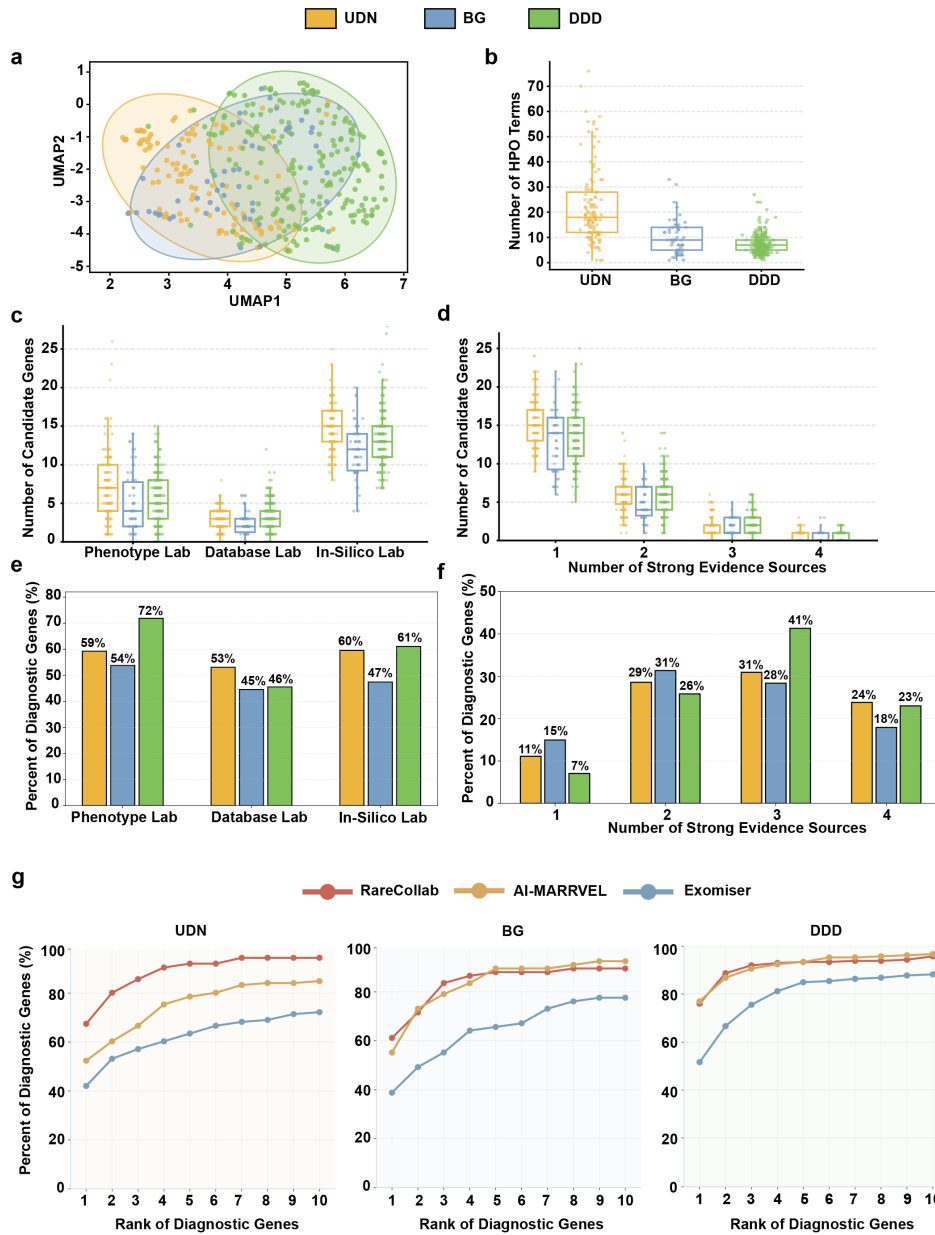 UDN BG DDD
a
UMAP2
1
0
-1
-2
-3
-4
-5
2 3 4 5 6 7
UMAP1
b
Number of HPO Terms
70
60
50
40
30
20
10
0
UDN BG DDD
c
Number of Candidate Genes
25
20
15
10
5
0
Phenotype Lab Database Lab In-Silico Lab
d
Number of Candidate Genes
25
20
15
10
5
0
1 2 3 4
Number of Strong Evidence Sources
e
Percent of Diagnostic Genes (%)
80
70
60
50
40
30
20
10
0
59% 54% 72% 53% 45% 46% 60% 47% 61%
Phenotype Lab Database Lab In-Silico Lab
f
Percent of Diagnostic Genes (%)
50
40
30
20
10
0
11% 15% 7% 29% 31% 26% 31% 28% 41% 24% 18% 23%
1 2 3 4
Number of Strong Evidence Sources
g
RareCollab AI-MARRVEL Exomiser
UDN
Percent of Diagnostic Genes (%)
100
80
60
40
20
0
1 2 3 4 5 6 7 8 9 10
Rank of Diagnostic Genes
BG
100
80
60
40
20
0
1 2 3 4 5 6 7 8 9 10
Rank of Diagnostic Genes
DDD
100
80
60
40
20
0
1 2 3 4 5 6 7 8 9 10
Rank of Diagnostic Genes